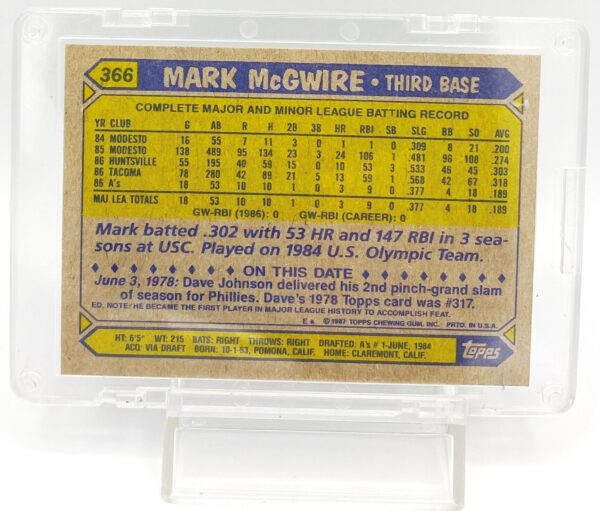 366 MARK McGWIRE • THIRD BASE
COMPLETE MAJOR AND MINOR LEAGUE BATTING RECORD
YR CLUB G AB R H 2B 3B HR RBI SB SLG BB SO AVG
84 MODESTO 16 55 7 11 3 0 1 1 0 .309 8 21 .200
85 MODESTO 138 489 95 134 23 3 24 106 1 .481 96 108 .274
86 HUNTSVILLE 55 195 40 59 15 0 10 53 3 .533 46 45 .303
86 TACOMA 78 280 42 89 21 5 13 59 1 .568 42 67 .318
86 A's 18 53 10 10 1 0 3 9 0 .377 4 18 .189
MAJ. LEA TOTALS 18 53 10 10 1 0 3 9 0 .377 4 18 .189
GW-RBI (1986): 0 GW-RBI (CAREER): 0
Mark batted .302 with 53 HR and 147 RBI in 3 sea-
sons at USC. Played on 1984 U.S. Olympic Team.
ON THIS DATE
June 3, 1978: Dave Johnson delivered his 2nd pinch-grand slam
of season for Phillies. Dave's 1978 Topps card was #317.
ED. NOTE: HE BECAME THE FIRST PLAYER IN MAJOR LEAGUE HISTORY TO ACCOMPLISH FEAT.
© 1987 TOPPS CHEWING GUM, INC. PRTD. IN U.S.A.
HT: 6'5" WT: 215 BATS: RIGHT THROWS: RIGHT DRAFTED: A's # 1-JUNE, 1984
ACQ: VIA DRAFT BORN: 10-1-63, POMONA, CALIF. HOME: CLAREMONT, CALIF.
topps